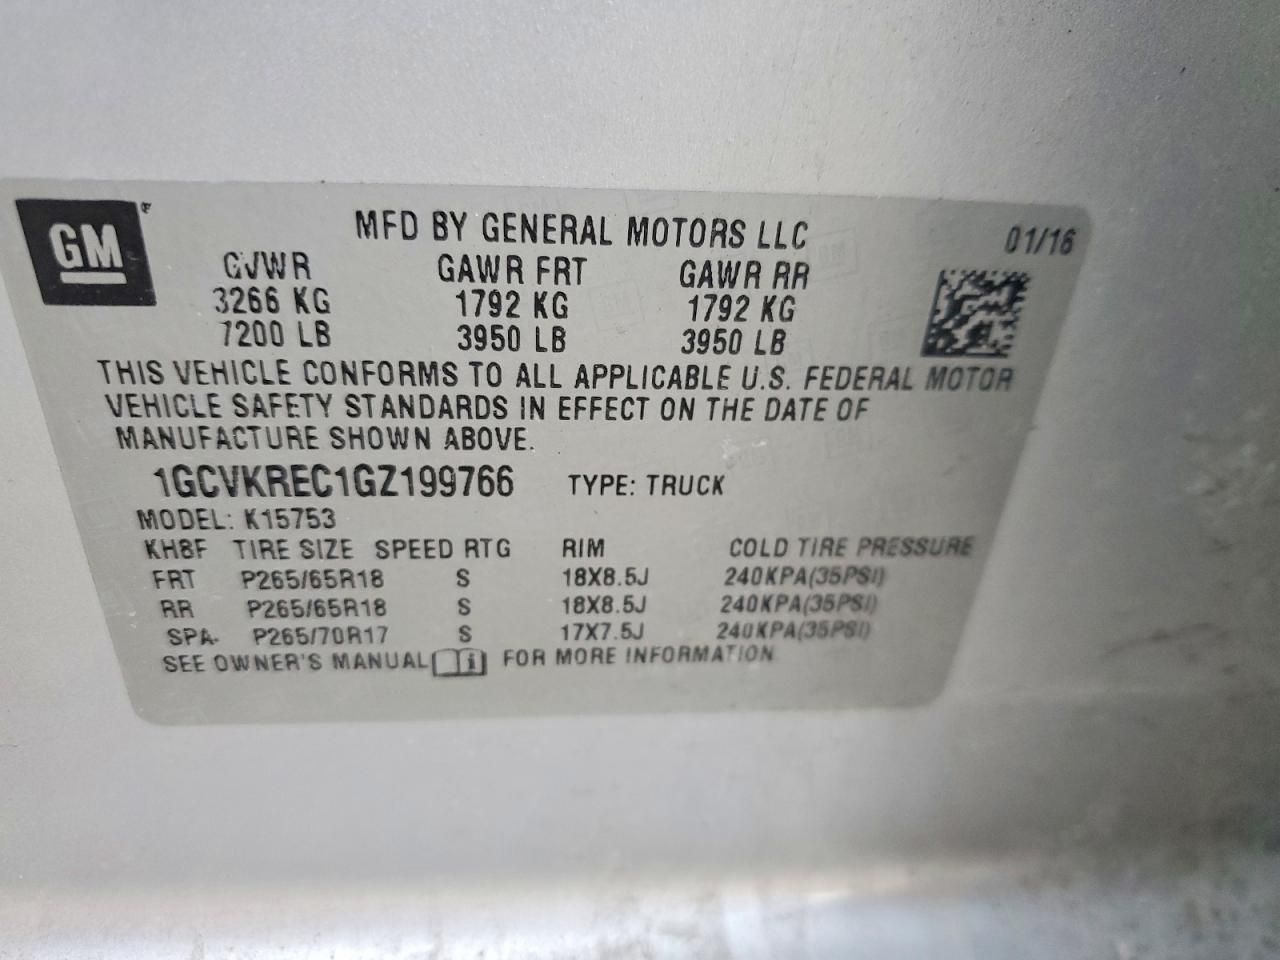 GM
MFD BY GENERAL MOTORS LLC 01/16
GVWR GAWR FRT GAWR RR
3266 KG 1792 KG 1792 KG
7200 LB 3950 LB 3950 LB
THIS VEHICLE CONFORMS TO ALL APPLICABLE U.S. FEDERAL MOTOR
VEHICLE SAFETY STANDARDS IN EFFECT ON THE DATE OF
MANUFACTURE SHOWN ABOVE.
1GCVKREC1GZ199766 TYPE: TRUCK
MODEL: K15753
KH8F TIRE SIZE SPEED RTG RIM COLD TIRE PRESSURE
FRT P265/65R18 S 18X8.5J 240KPA(35PSI)
RR P265/65R18 S 18X8.5J 240KPA(35PSI)
SPA P265/70R17 S 17X7.5J 240KPA(35PSI)
SEE OWNER'S MANUAL i FOR MORE INFORMATION